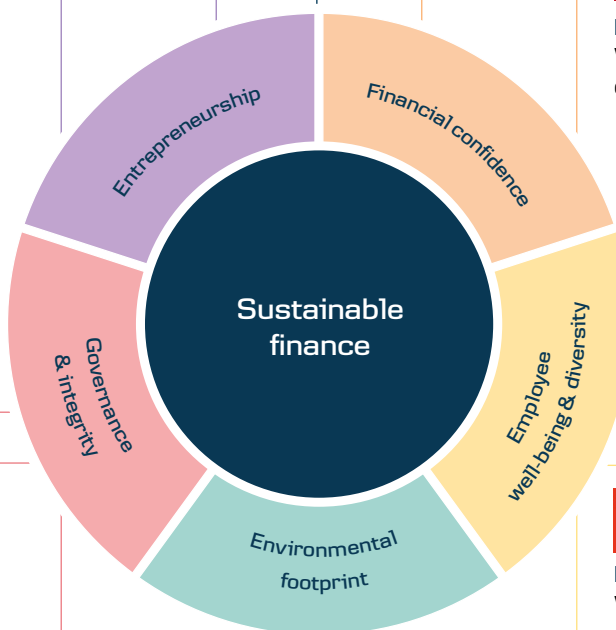 Entrepreneurship
Financial confidence
Sustainable
finance
Employee
well-being & diversity
Governance
& integrity
Environmental
footprint